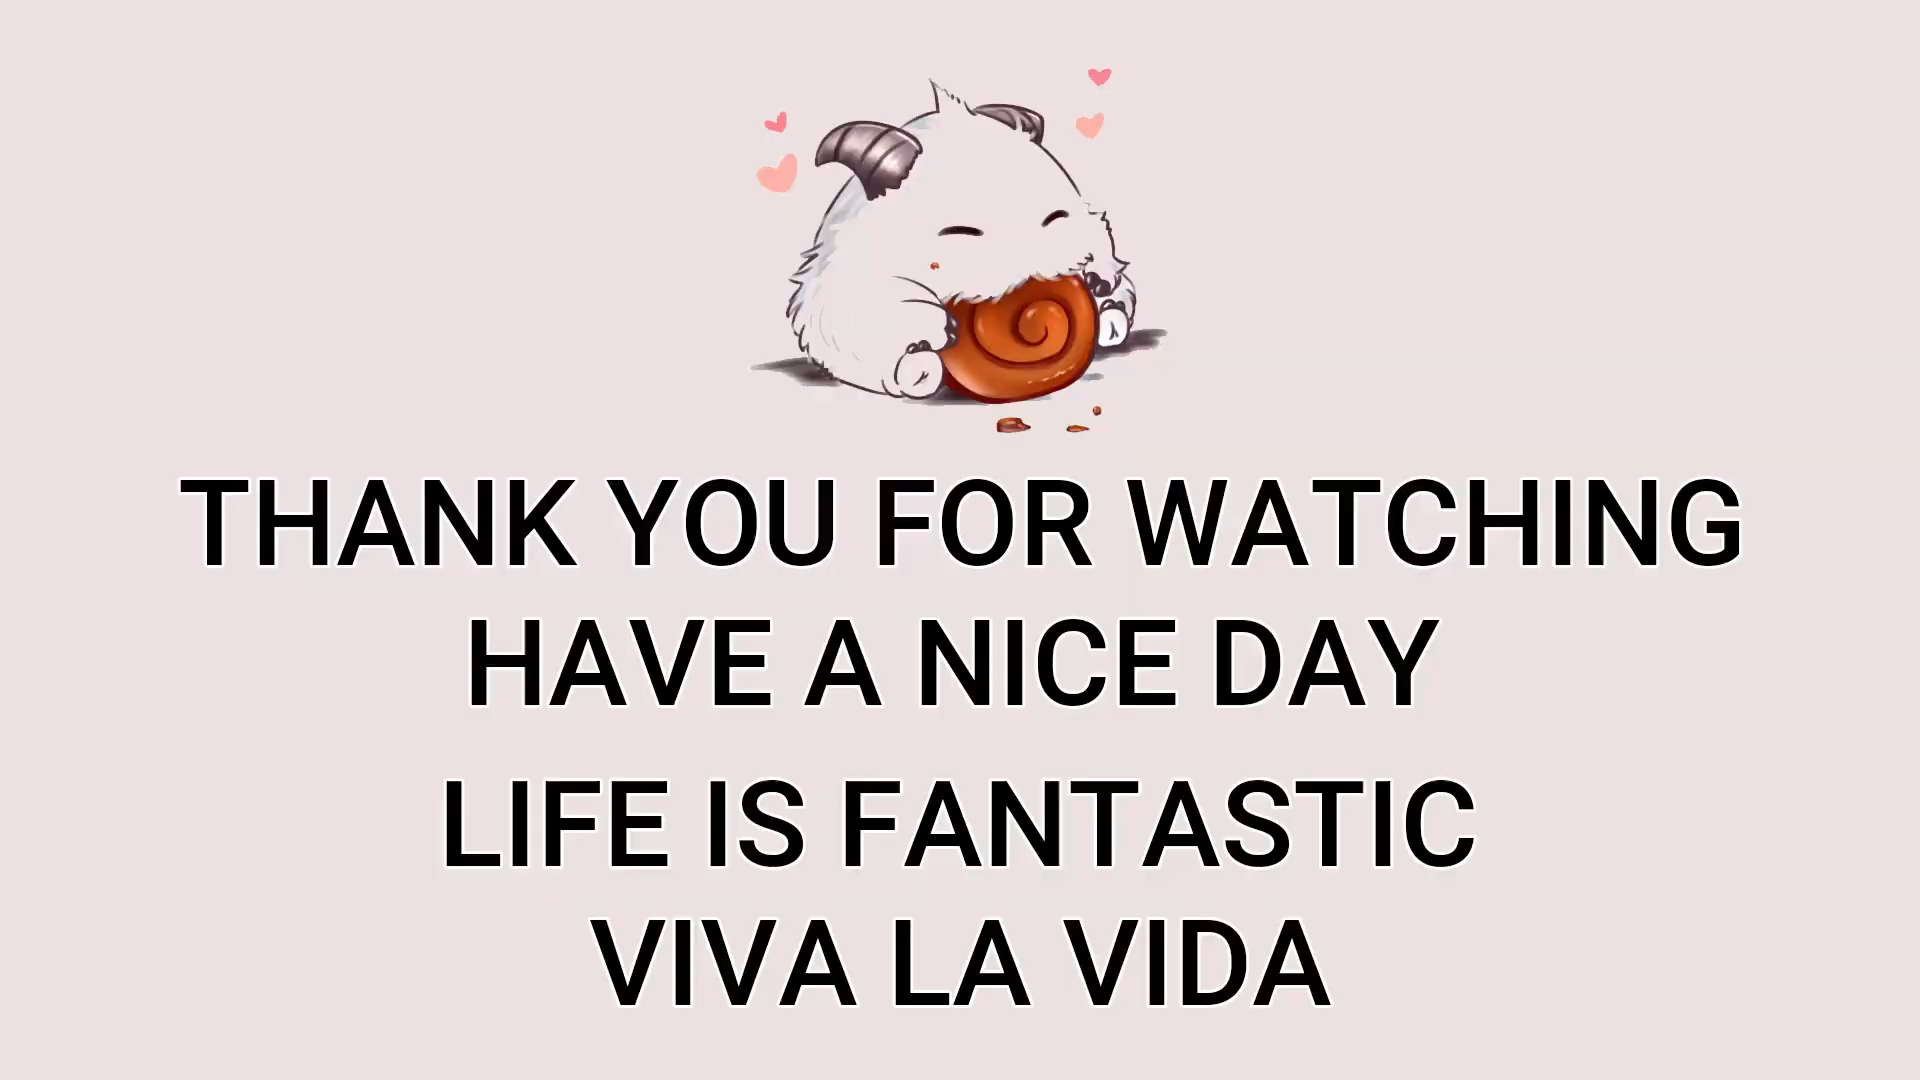 THANK YOU FOR WATCHING
HAVE A NICE DAY
LIFE IS FANTASTIC
VIVA LA VIDA